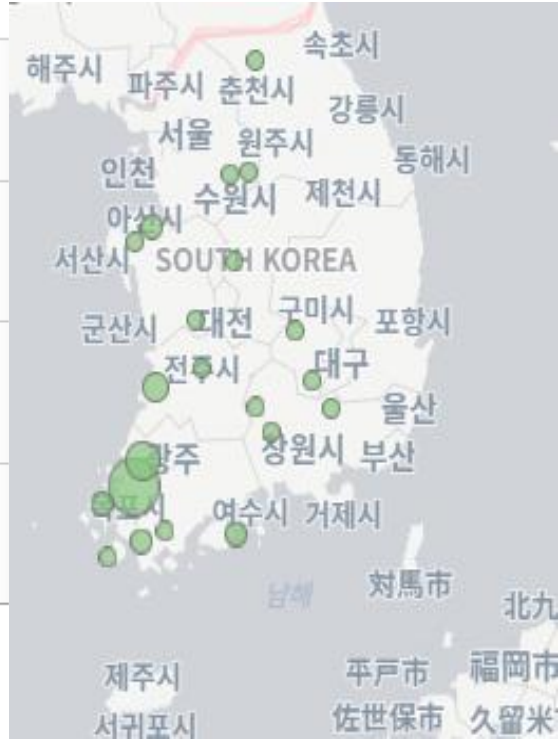 속초시
해주시
파주시
춘천시
강릉시
서울
원주시
동해시
인천
수원시
제천시
아산시
서산시
SOUTH KOREA
구미시
군산시
대전
포항시
전주시
대구
울산
창원시
부산
광주
목포시
여수시
거제시
남해
対馬市
北九
제주시
平戸市
福岡市
서귀포시
佐世保市
久留米